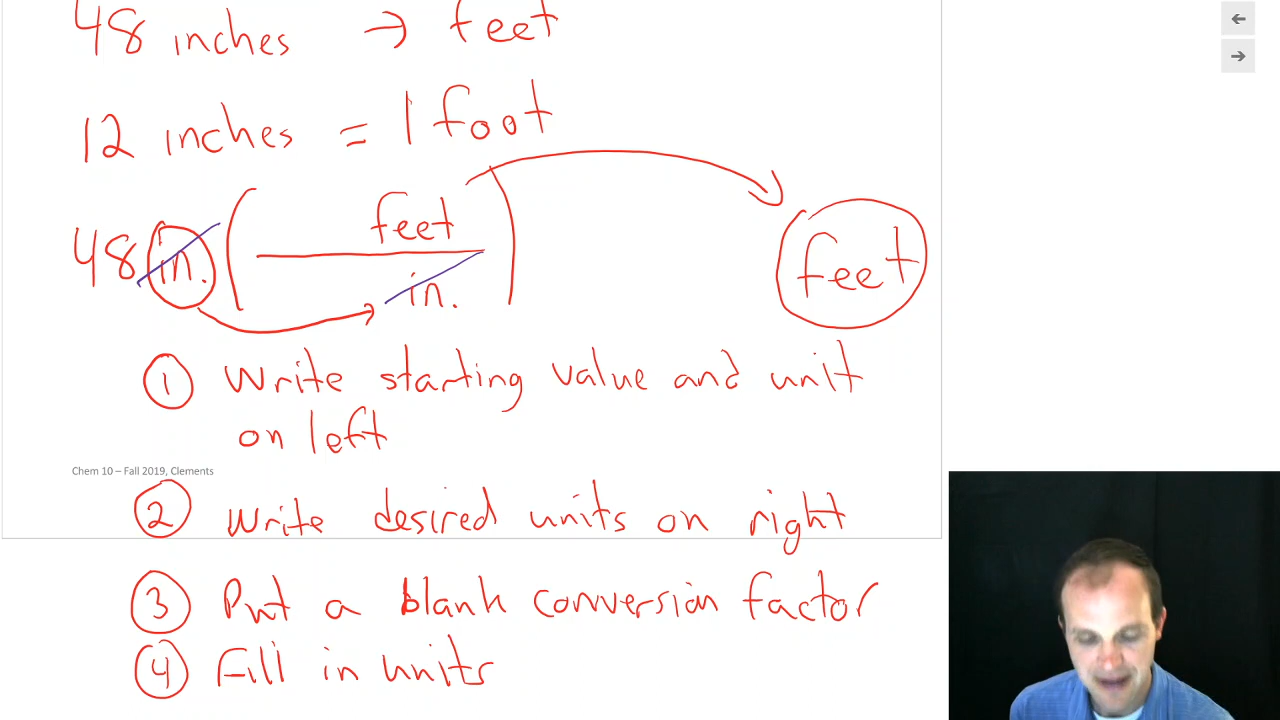 48 inches → feet
12 inches = 1 foot
48 in. ( feet / in. ) feet
① Write starting value and unit
on left
Chem 10 – Fall 2019, Clements
② Write desired units on right
③ Put a blank conversion factor
④ Fill in units